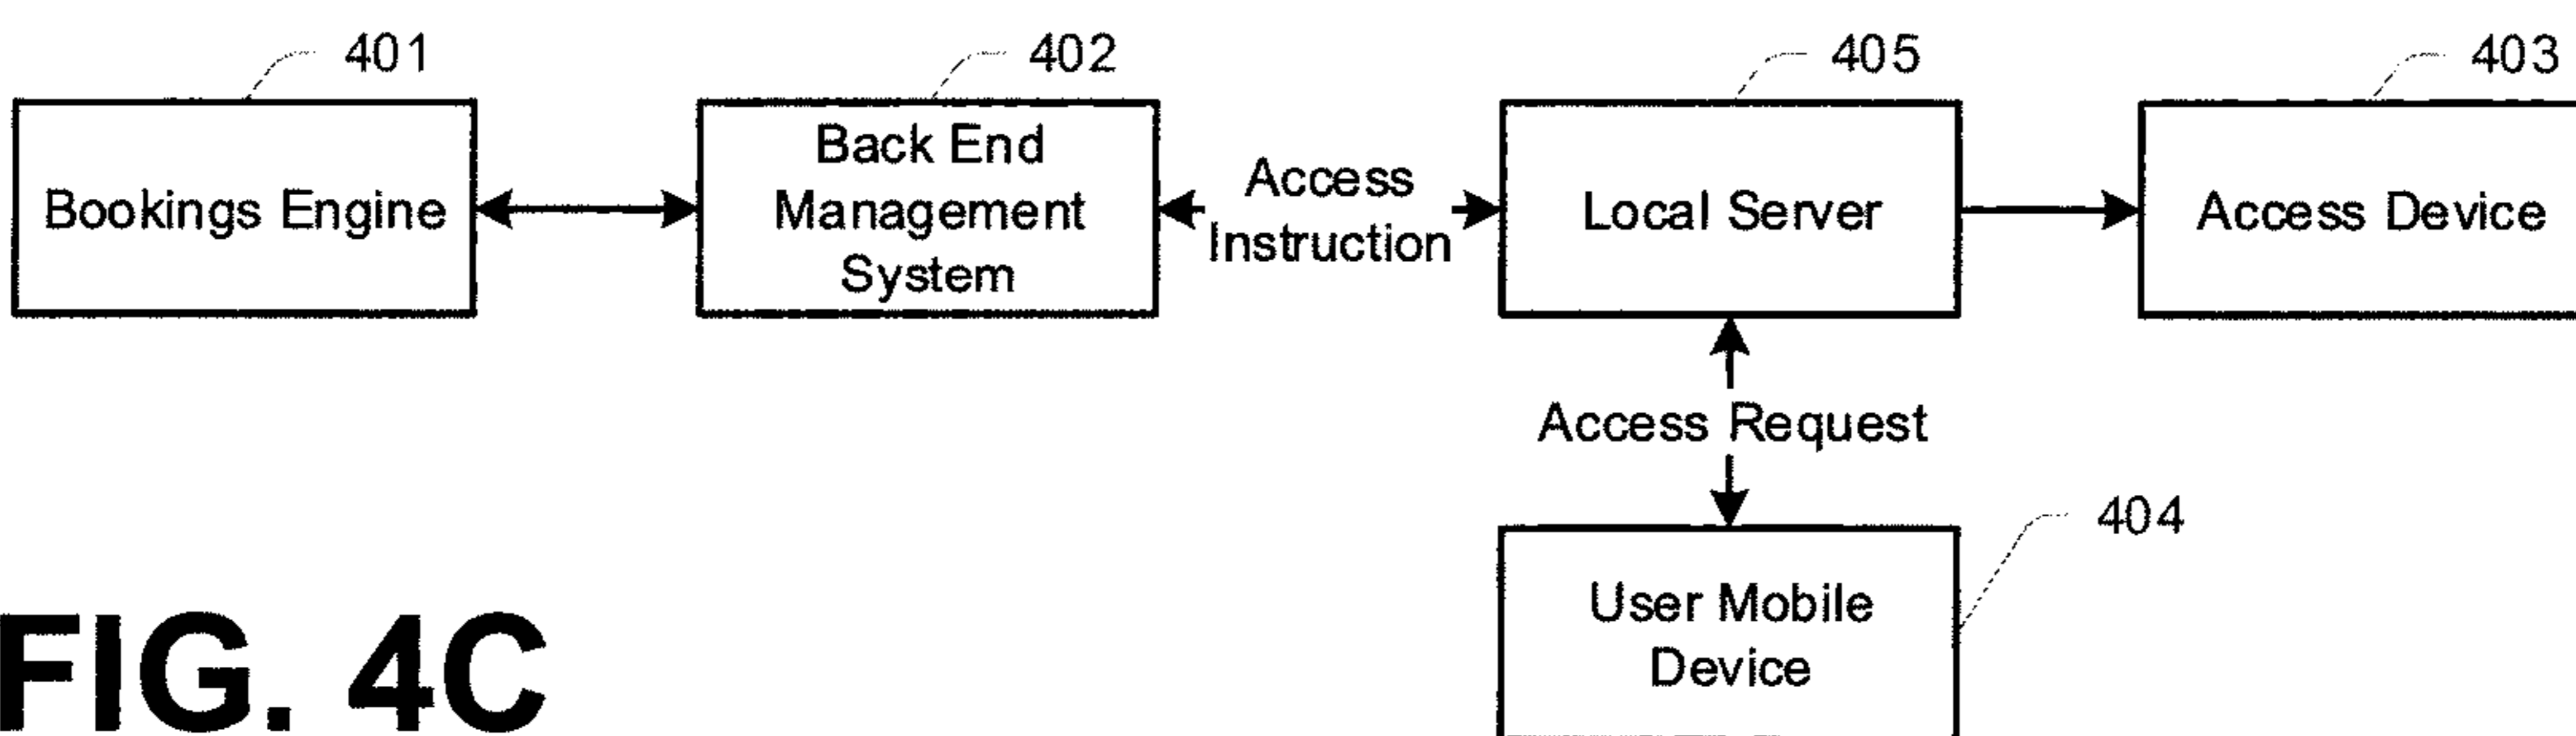 401
402
405
403
Bookings Engine
Back End
Management
System
Access
Instruction
Local Server
Access Device
Access Request
404
User Mobile
Device
FIG. 4C